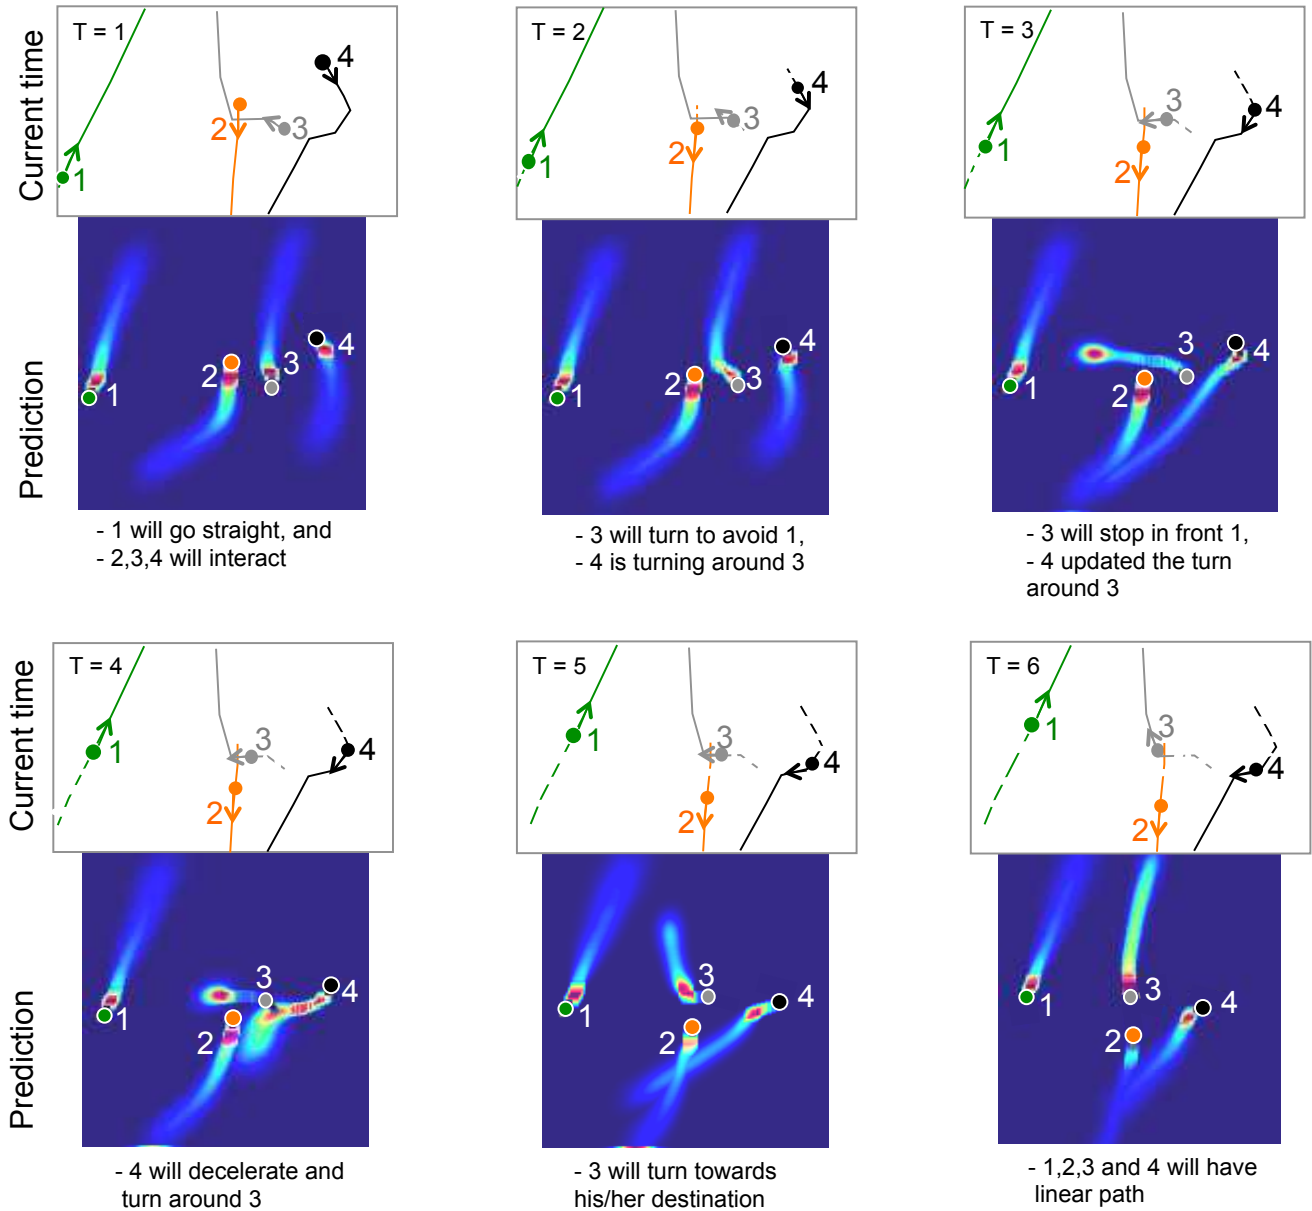 Current time
T = 1
1
2
3
4
T = 2
1
2
3
4
T = 3
1
2
3
4
Prediction
1
2
3
4
1
2
3
4
1
2
3
4
- 1 will go straight, and
- 2,3,4 will interact
- 3 will turn to avoid 1,
- 4 is turning around 3
- 3 will stop in front 1,
- 4 updated the turn
around 3
Current time
T = 4
1
2
3
4
T = 5
1
2
3
4
T = 6
1
2
3
4
Prediction
1
2
3
4
1
2
3
4
1
2
3
4
- 4 will decelerate and
turn around 3
- 3 will turn towards
his/her destination
- 1,2,3 and 4 will have
linear path